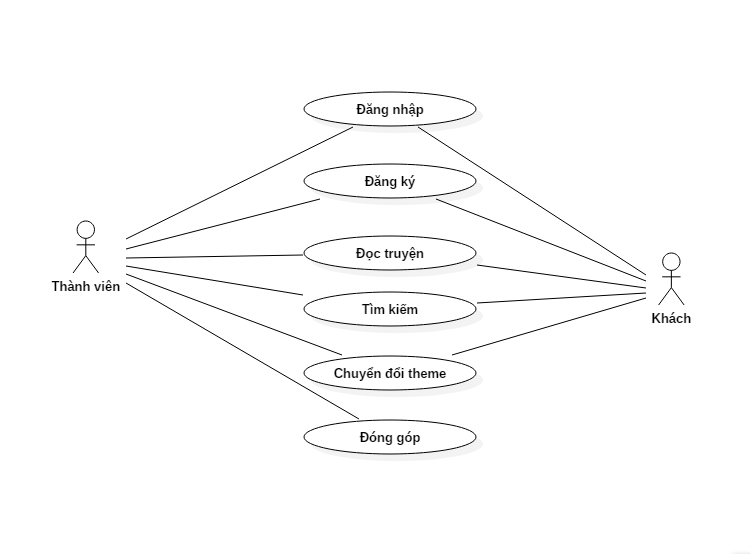 Đăng nhập
Đăng ký
Thành viên
Đọc truyện
Tìm kiếm
Khách
Chuyển đổi theme
Đóng góp